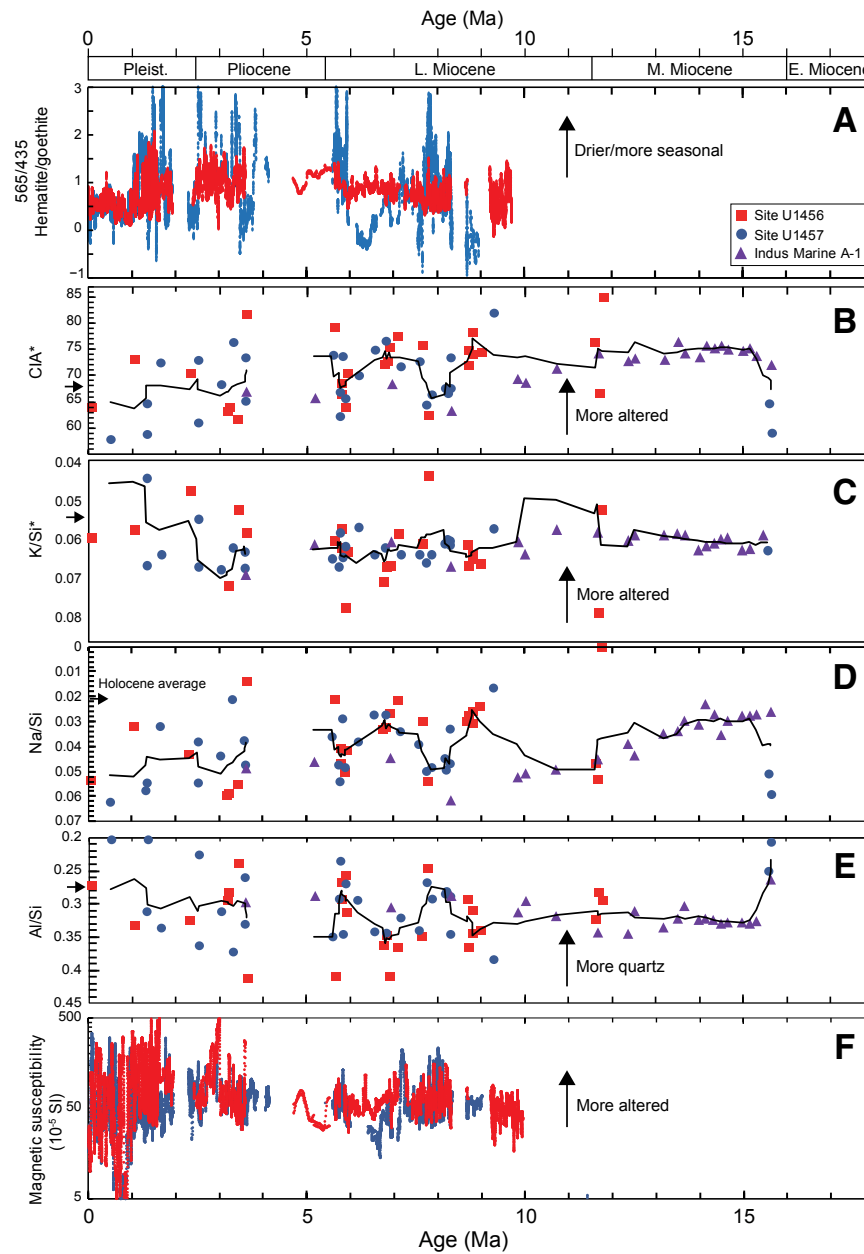 Age (Ma)
0 5 10 15
Pleist. Pliocene L. Miocene M. Miocene E. Miocene
A
565/435
Hematite/goethite
3
2
1
0
−1
Drier/more seasonal
Site U1456
Site U1457
Indus Marine A-1
B
CIA*
85
80
75
70
65
60
More altered
C
K/Si*
0.04
0.05
0.06
0.07
0.08
More altered
D
Na/Si
0
0.01
0.02
0.03
0.04
0.05
0.06
0.07
Holocene average
E
Al/Si
0.2
0.25
0.3
0.35
0.4
0.45
More quartz
F
Magnetic susceptibility
(10-5 SI)
500
50
5
More altered
0 5 10 15
Age (Ma)